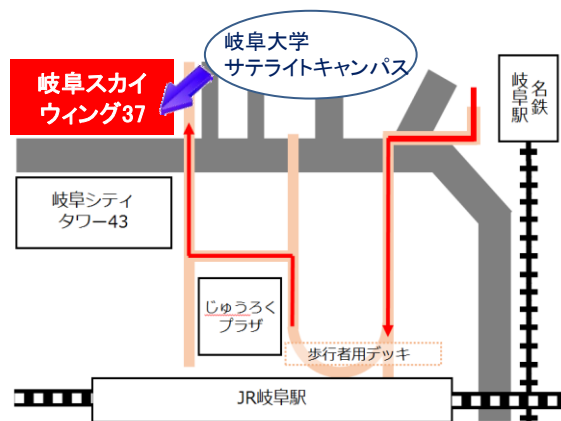 岐阜大学
サテライトキャンパス
岐阜スカイ
ウィング37
名鉄
岐阜駅
岐阜シティ
タワー43
じゅうろく
プラザ
歩行者用デッキ
JR岐阜駅